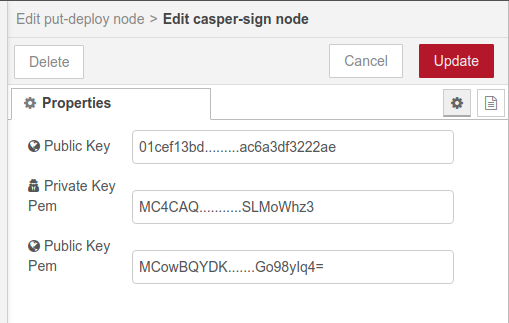 Edit put-deploy node > Edit casper-sign node
Delete
Cancel
Update
Properties
Public Key
01cef13bd.........ac6a3df3222ae
Private Key
Pem
MC4CAQ...........SLMoWhz3
Public Key
Pem
MCowBQYDK.......Go98ylq4=